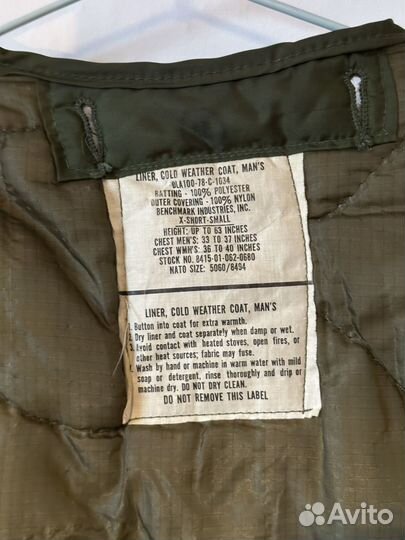 LINER, COLD WEATHER COAT, MAN'S
DLA100-78-C-1034
BATTING - 100% POLYESTER
OUTER COVERING - 100% NYLON
BENCHMARK INDUSTRIES, INC.
X-SHORT-SMALL
HEIGHT: UP TO 63 INCHES
CHEST MEN'S: 33 TO 37 INCHES
CHEST WMN'S: 36 TO 40 INCHES
STOCK NO. 8415-01-062-0680
NATO SIZE: 5060/8494
LINER, COLD WEATHER COAT, MAN'S
1. Button into coat for extra warmth.
2. Dry liner and coat separately when damp or wet.
3. Avoid contact with heated stoves, open fires, or
other heat sources; fabric may fuse.
4. Wash by hand or machine in warm water with mild
soap or detergent, rinse thoroughly and drip or
machine dry. DO NOT DRY CLEAN.
DO NOT REMOVE THIS LABEL
Avito